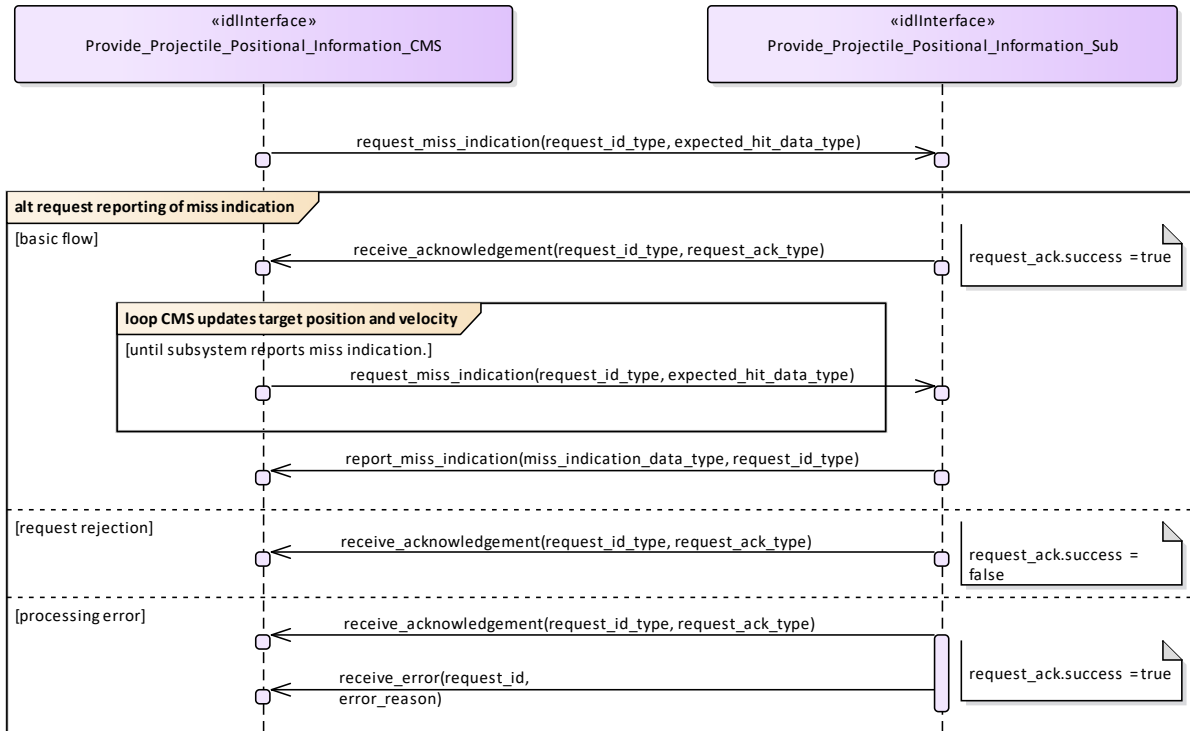 «idlInterface»
Provide_Projectile_Positional_Information_CMS
«idlInterface»
Provide_Projectile_Positional_Information_Sub
request_miss_indication(request_id_type, expected_hit_data_type)
alt request reporting of miss indication
[basic flow]
receive_acknowledgement(request_id_type, request_ack_type)
request_ack.success = true
loop CMS updates target position and velocity
[until subsystem reports miss indication.]
request_miss_indication(request_id_type, expected_hit_data_type)
report_miss_indication(miss_indication_data_type, request_id_type)
[request rejection]
receive_acknowledgement(request_id_type, request_ack_type)
request_ack.success =
false
[processing error]
receive_acknowledgement(request_id_type, request_ack_type)
request_ack.success = true
receive_error(request_id,
error_reason)